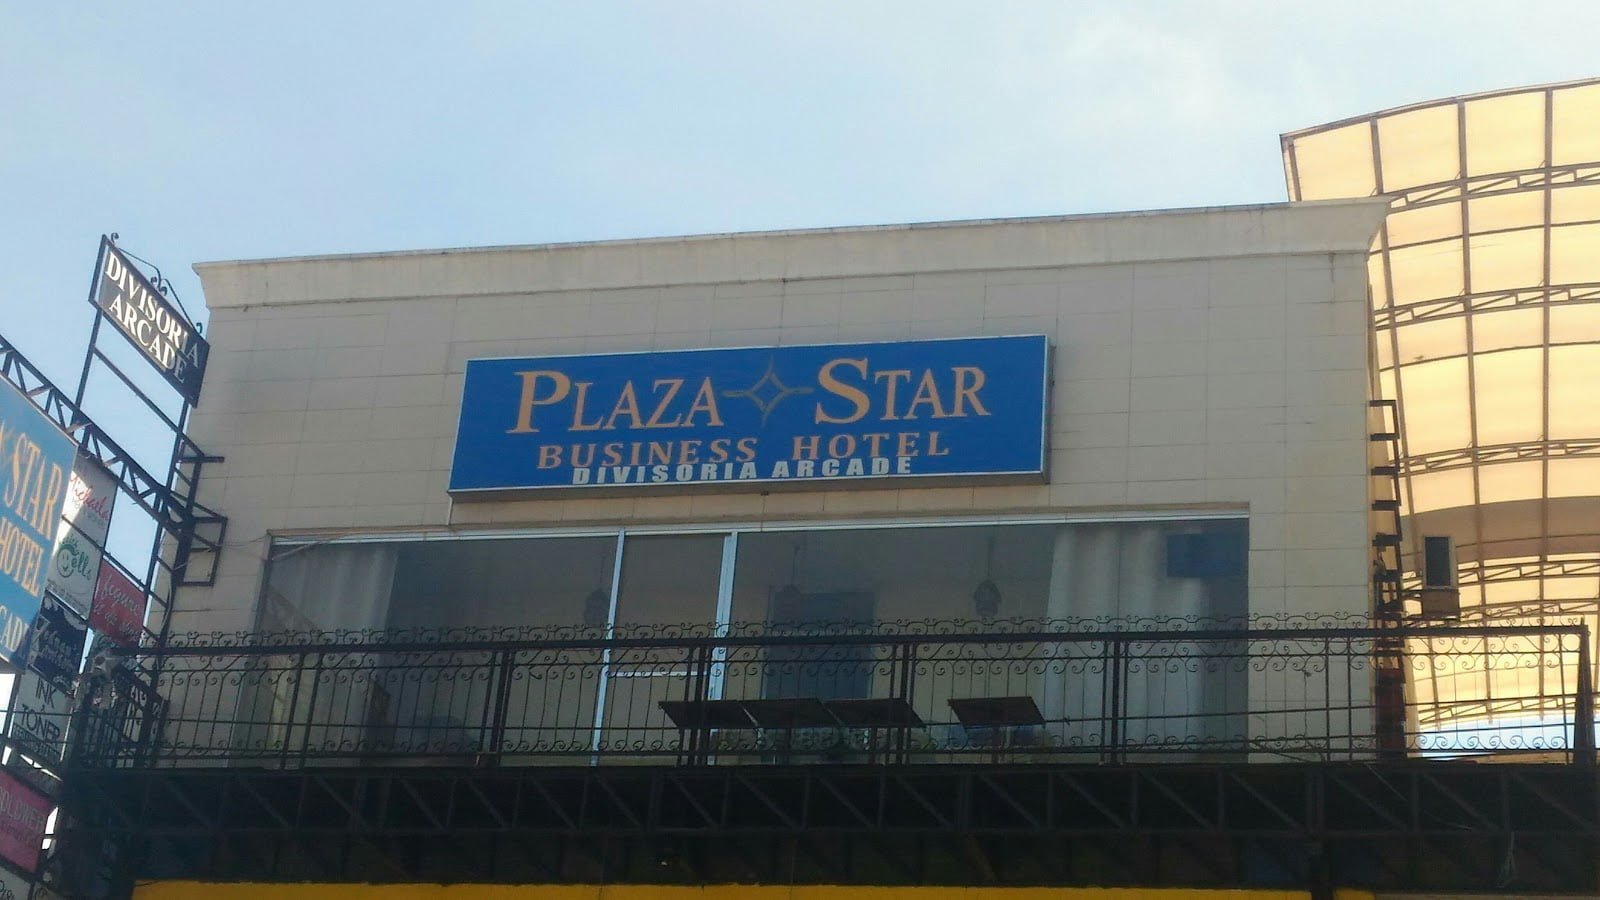 PLAZA STAR
BUSINESS HOTEL
DIVISORIA ARCADE
DIVISORIA
ARCADE
STAR
HOTEL
INK
TONER